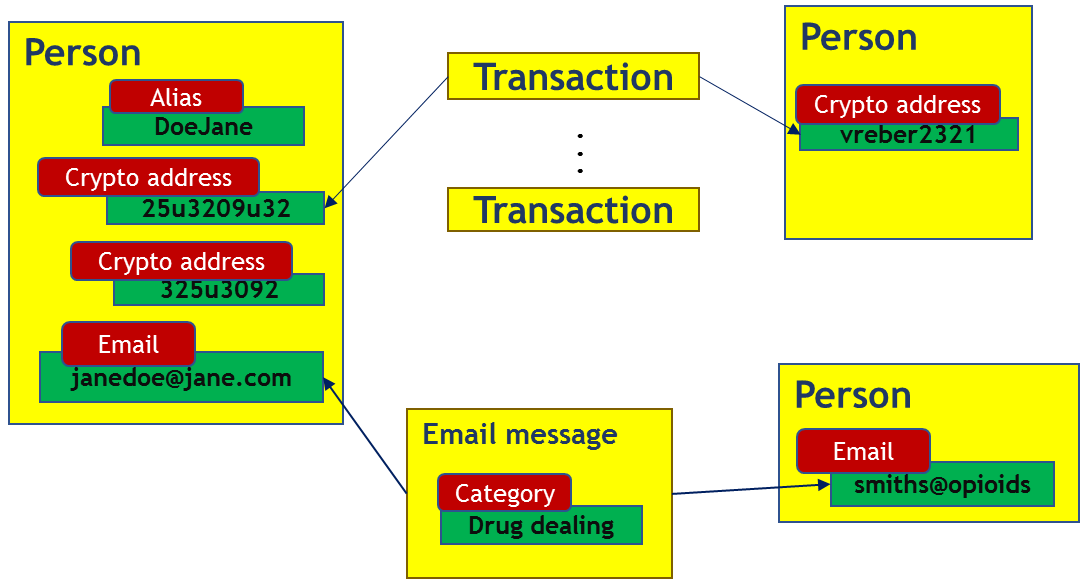 Person
Alias
DoeJane
Crypto address
25u3209u32
Crypto address
325u3092
Email
janedoe@jane.com
Transaction
Transaction
Person
Crypto address
vreber2321
Email message
Category
Drug dealing
Person
Email
smiths@opioids